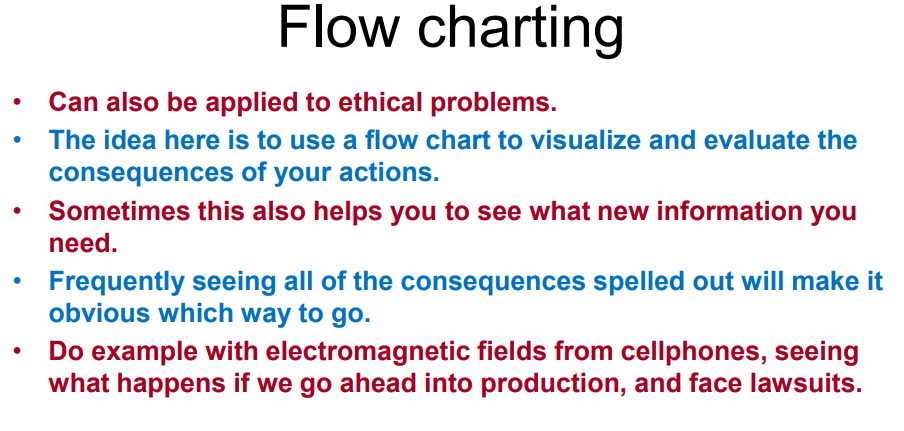 Flow charting
• Can also be applied to ethical problems.
• The idea here is to use a flow chart to visualize and evaluate the
consequences of your actions.
• Sometimes this also helps you to see what new information you
need.
• Frequently seeing all of the consequences spelled out will make it
obvious which way to go.
• Do example with electromagnetic fields from cellphones, seeing
what happens if we go ahead into production, and face lawsuits.